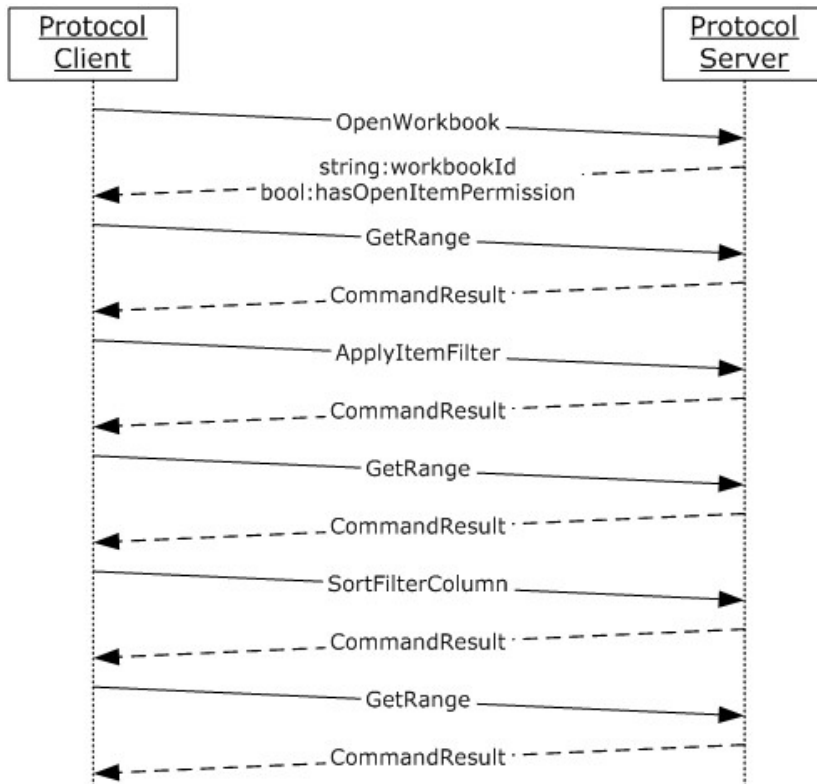 Protocol
Client
Protocol
Server
OpenWorkbook
string:workbookId
bool:hasOpenItemPermission
GetRange
CommandResult
ApplyItemFilter
CommandResult
GetRange
CommandResult
SortFilterColumn
CommandResult
GetRange
CommandResult